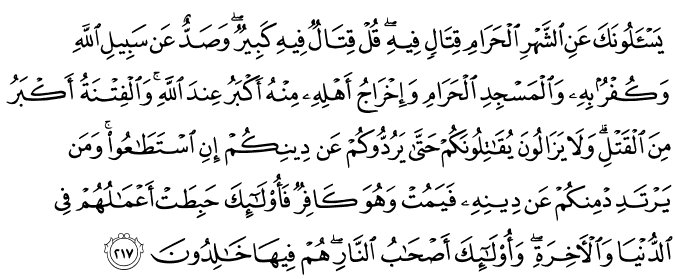 يَسْـَٔلُونَكَ عَنِ ٱلشَّهْرِ ٱلْحَرَامِ قِتَالٍ فِيهِ ۖ قُلْ قِتَالٌ فِيهِ كَبِيرٌ ۖ وَصَدٌّ عَن سَبِيلِ ٱللَّهِ
وَكُفْرٌۢ بِهِۦ وَٱلْمَسْجِدِ ٱلْحَرَامِ وَإِخْرَاجُ أَهْلِهِۦ مِنْهُ أَكْبَرُ عِندَ ٱللَّهِ ۚ وَٱلْفِتْنَةُ أَكْبَرُ
مِنَ ٱلْقَتْلِ ۗ وَلَا يَزَالُونَ يُقَـٰتِلُونَكُمْ حَتَّىٰ يَرُدُّوكُمْ عَن دِينِكُمْ إِنِ ٱسْتَطَـٰعُوا۟ ۚ وَمَن
يَرْتَدِدْ مِنكُمْ عَن دِينِهِۦ فَيَمُتْ وَهُوَ كَافِرٌ فَأُو۟لَـٰٓئِكَ حَبِطَتْ أَعْمَـٰلُهُمْ فِى
ٱلدُّنْيَا وَٱلْـَٔاخِرَةِ ۖ وَأُو۟لَـٰٓئِكَ أَصْحَـٰبُ ٱلنَّارِ ۖ هُمْ فِيهَا خَـٰلِدُونَ ٢١٧